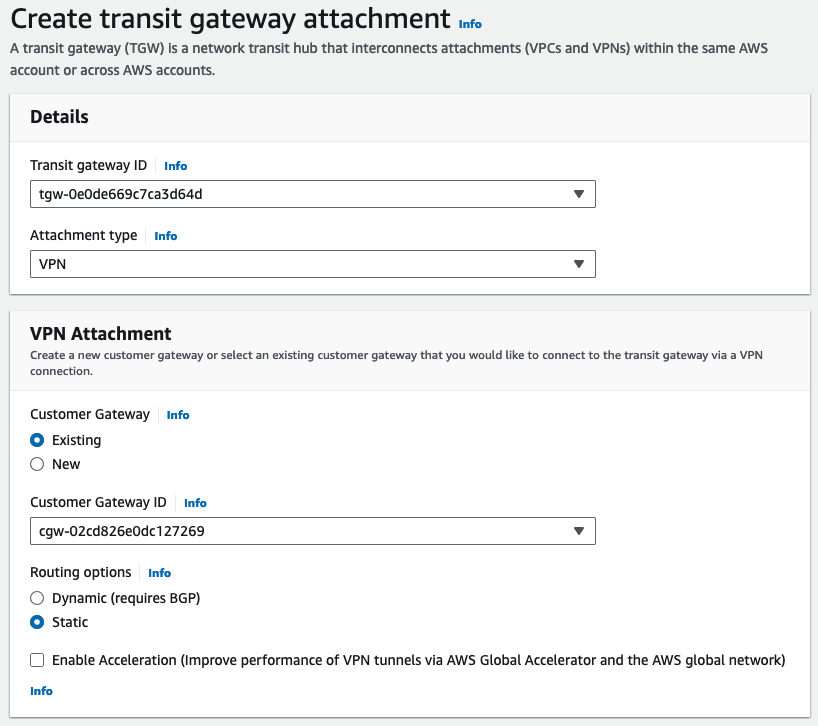 Create transit gateway attachment Info
A transit gateway (TGW) is a network transit hub that interconnects attachments (VPCs and VPNs) within the same AWS
account or across AWS accounts.
Details
Transit gateway ID Info
tgw-0e0de669c7ca3d64d
Attachment type Info
VPN
VPN Attachment
Create a new customer gateway or select an existing customer gateway that you would like to connect to the transit gateway via a VPN
connection.
Customer Gateway Info
Existing
New
Customer Gateway ID Info
cgw-02cd826e0dc127269
Routing options Info
Dynamic (requires BGP)
Static
Enable Acceleration (Improve performance of VPN tunnels via AWS Global Accelerator and the AWS global network)
Info